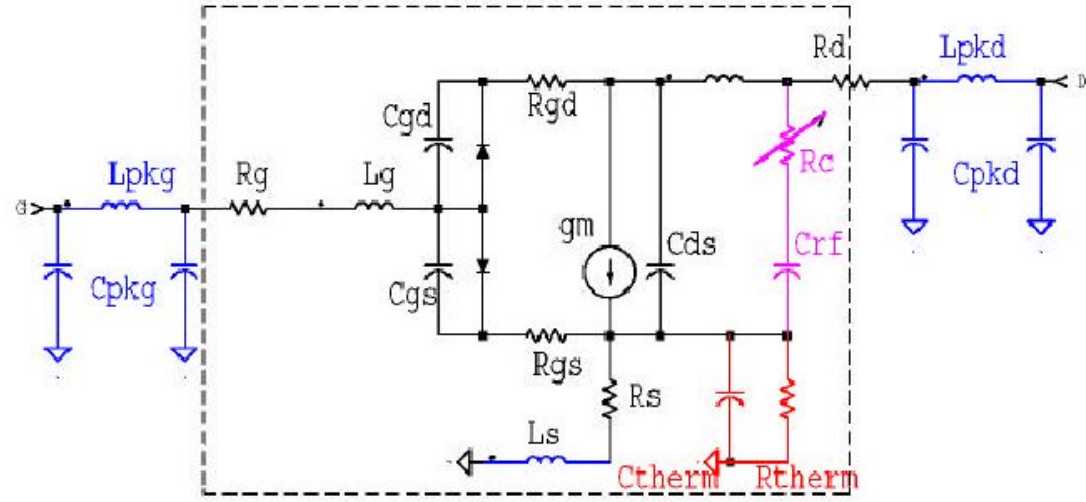 Rd
Lpkd
D
Cgd
Rgd
Lpkg
Rg
Lg
Rc
Cpkd
G
gm
Cds
Crf
Cpkg
Cgs
Rgs
Rs
Ls
Ctherm
Rtherm